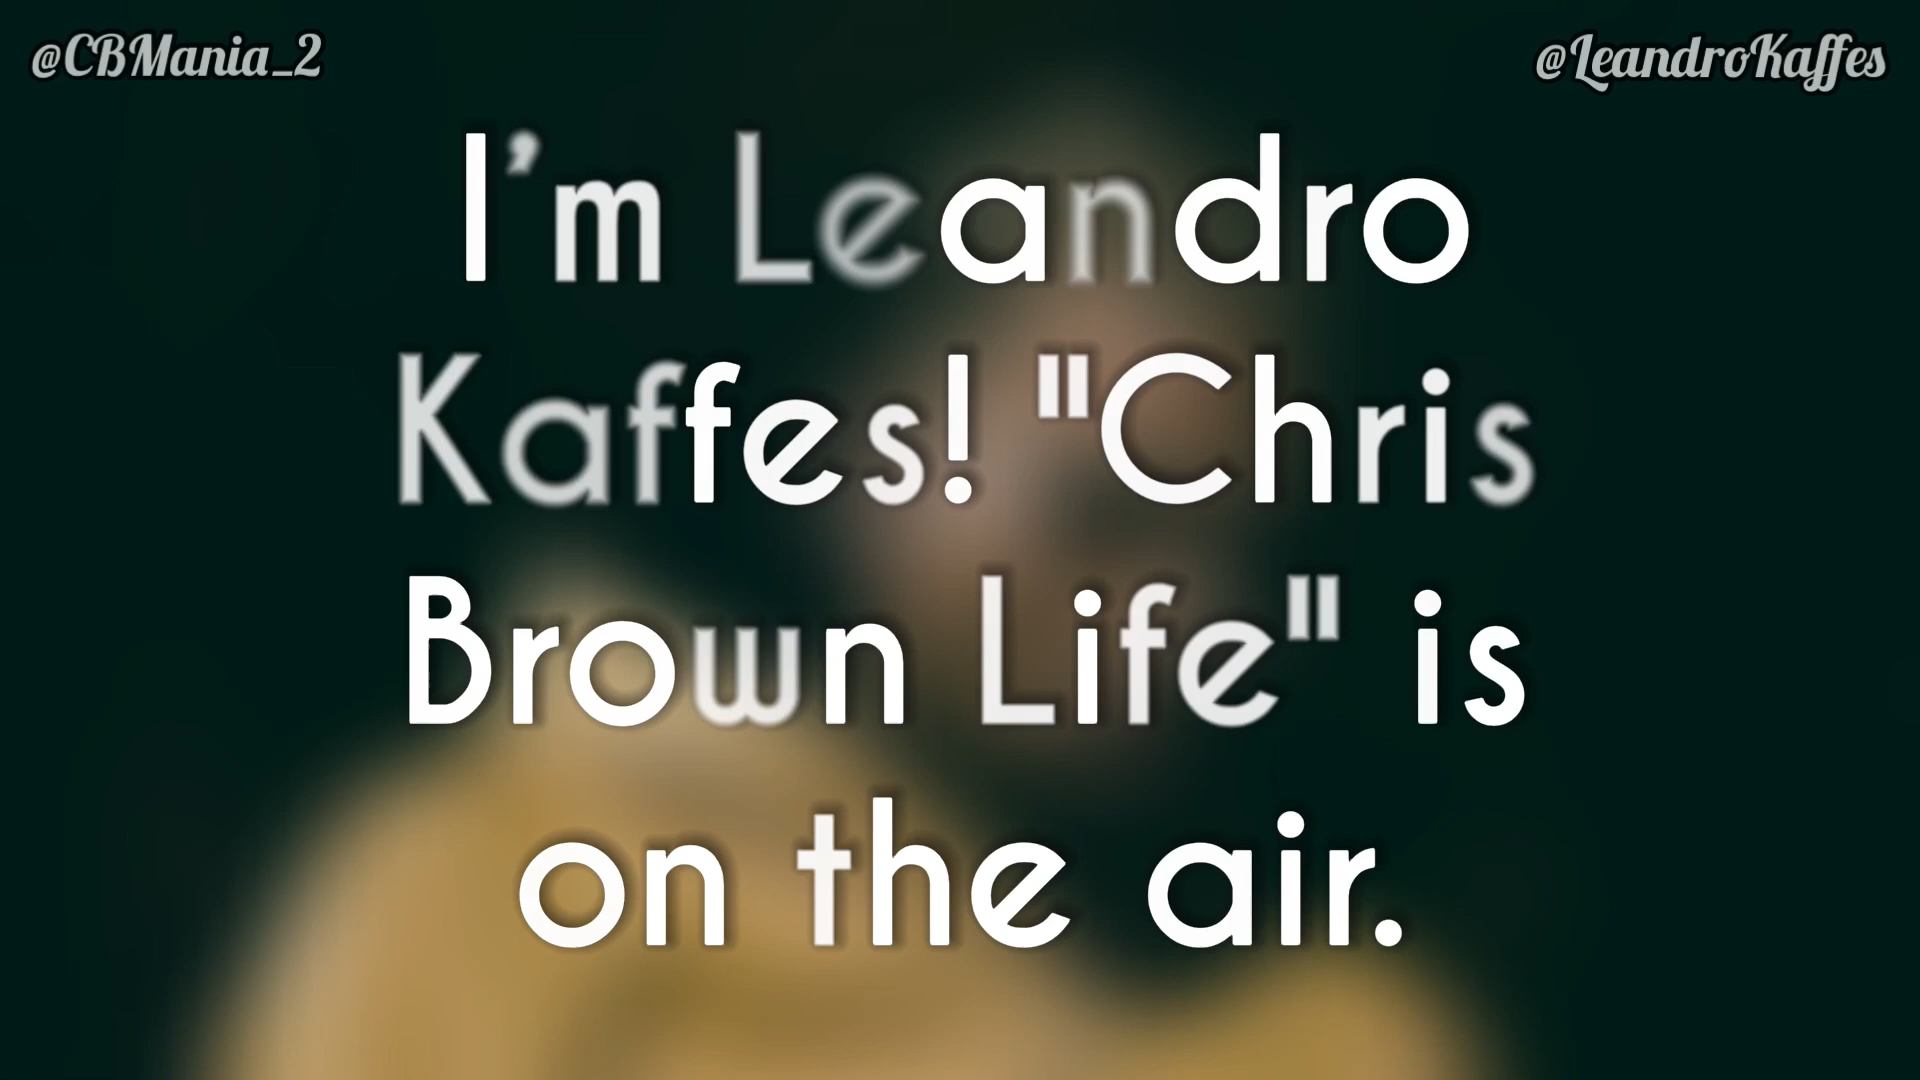 @CBMania_2 @LeandroKaffes
I’m Leandro
Kaffes! "Chris
Brown Life" is
on the air.